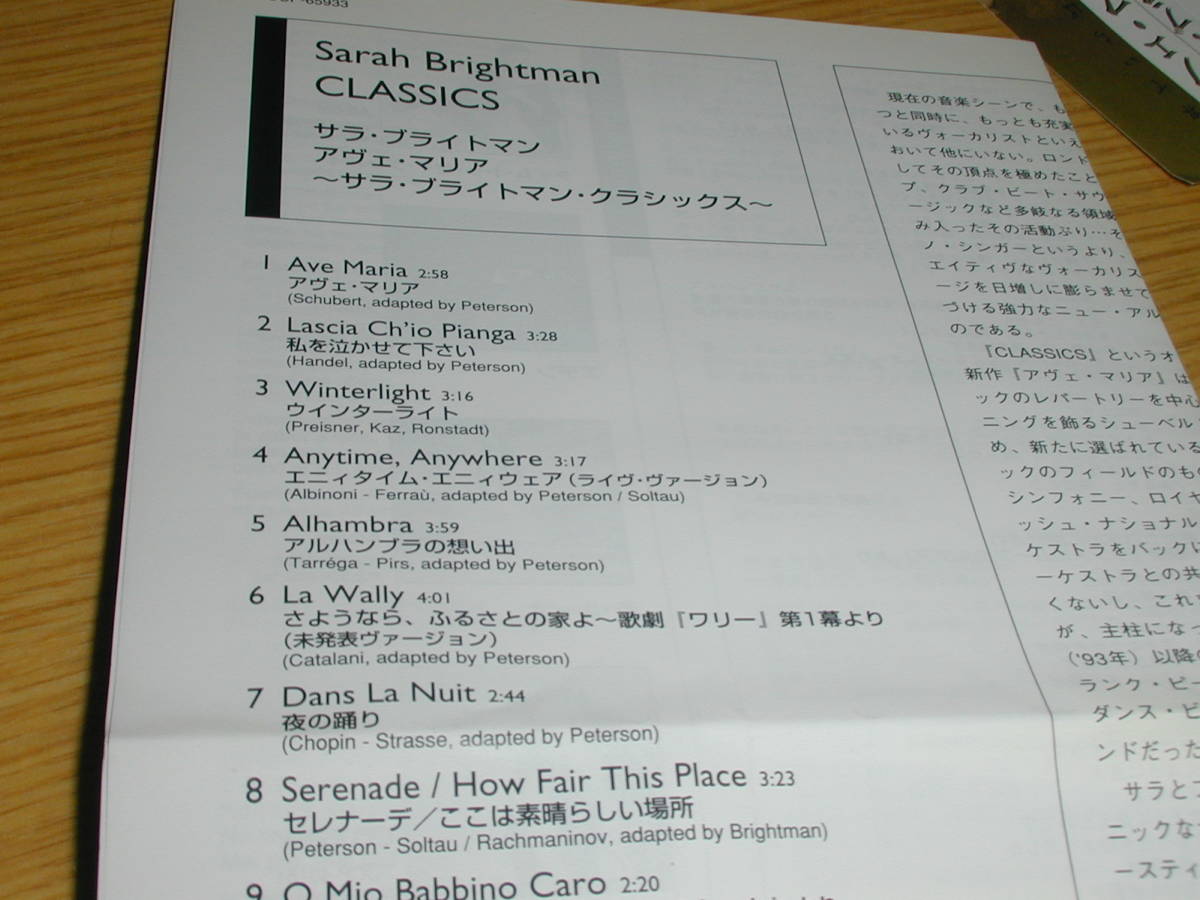 -65933
Sarah Brightman
CLASSICS
サラ・ブライトマン
アヴェ・マリア
〜サラ・ブライトマン・クラシックス〜
1 Ave Maria 2:58
アヴェ・マリア
(Schubert, adapted by Peterson)
2 Lascia Ch'io Pianga 3:28
私を泣かせて下さい
(Handel, adapted by Peterson)
3 Winterlight 3:16
ウインターライト
(Preisner, Kaz, Ronstadt)
4 Anytime, Anywhere 3:17
エニィタイム・エニィウェア(ライヴ・ヴァージョン)
(Albinoni - Ferraù, adapted by Peterson / Soltau)
5 Alhambra 3:59
アルハンブラの想い出
(Tarréga - Pirs, adapted by Peterson)
6 La Wally 4:01
さようなら、ふるさとの家よ〜歌劇『ワリー』第1幕より
(未発表ヴァージョン)
(Catalani, adapted by Peterson)
7 Dans La Nuit 2:44
夜の踊り
(Chopin - Strasse, adapted by Peterson)
8 Serenade / How Fair This Place 3:23
セレナーデ／ここは素晴らしい場所
(Peterson - Soltau / Rachmaninov, adapted by Brightman)
9 O Mio Babbino Caro 2:20
現在の音楽シーンで、も
つと同時に、もっとも充実
いるヴォーカリストといえ
おいて他にいない。ロンド
してその頂点を極めたこと
プ、クラブ・ビート・サウ
ージックなど多岐なる領域
み入ったその活動ぶり…そ
ノ・シンガーというより、
エイティヴなヴォーカリス
ージを日増しに膨らませて
づける強力なニュー・アル
のである。
『CLASSICS』というオ
新作『アヴェ・マリア』は
ックのレパートリーを中心
ニングを飾るシューベル
め、新たに選ばれている
ックのフィールドのもの
シンフォニー、ロイヤ
ッシュ・ナショナル
ケストラをバックに
ーケストラとの共
くないし、これま
が、主柱になっ
('93年）以降の
ランク・ピー
ダンス・ビ
ンドだった
サラとフ
ニックな
ースティ